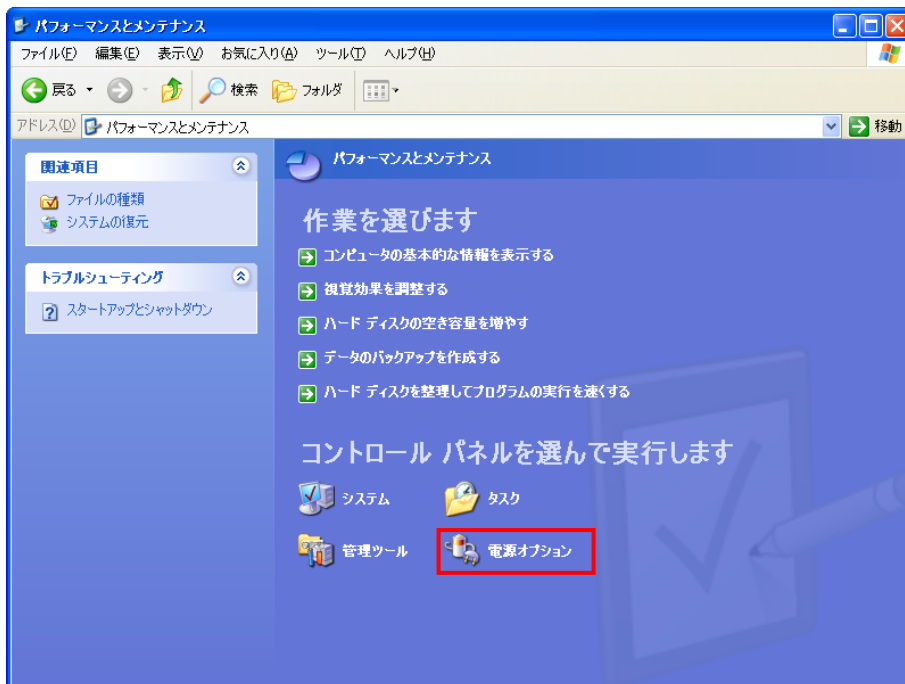 パフォーマンスとメンテナンス
ファイル(F) 編集(E) 表示(V) お気に入り(A) ツール(T) ヘルプ(H)
戻る 検索 フォルダ
アドレス(D) パフォーマンスとメンテナンス 移動
関連項目
ファイルの種類
システムの復元
トラブルシューティング
スタートアップとシャットダウン
パフォーマンスとメンテナンス
作業を選びます
コンピュータの基本的な情報を表示する
視覚効果を調整する
ハード ディスクの空き容量を増やす
データのバックアップを作成する
ハード ディスクを整理してプログラムの実行を速くする
コントロール パネルを選んで実行します
システム タスク
管理ツール 電源オプション